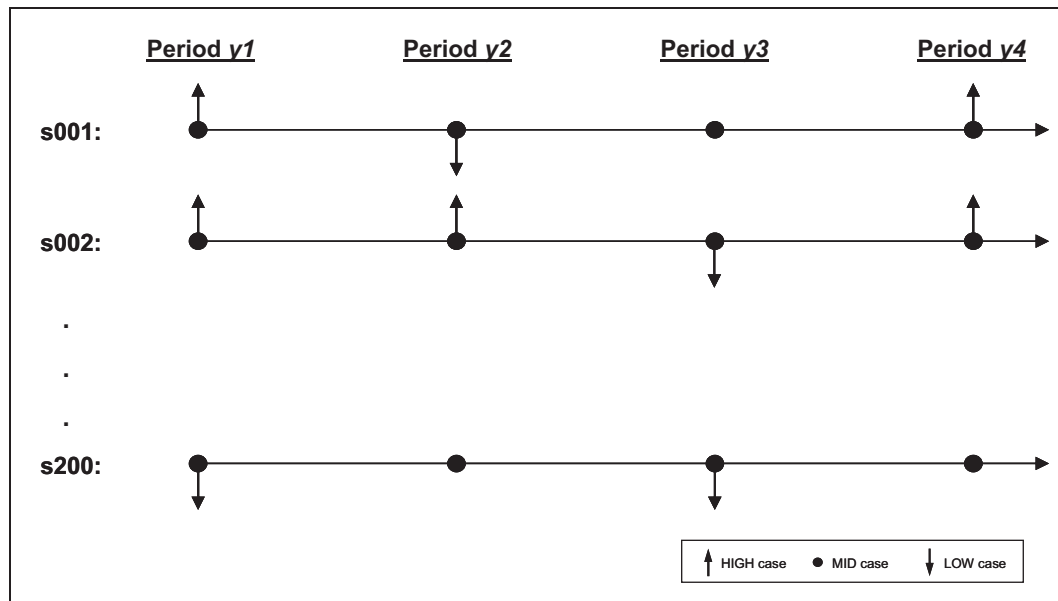 Period y1 Period y2 Period y3 Period y4
s001:
s002:
.
.
.
s200:
HIGH case MID case LOW case